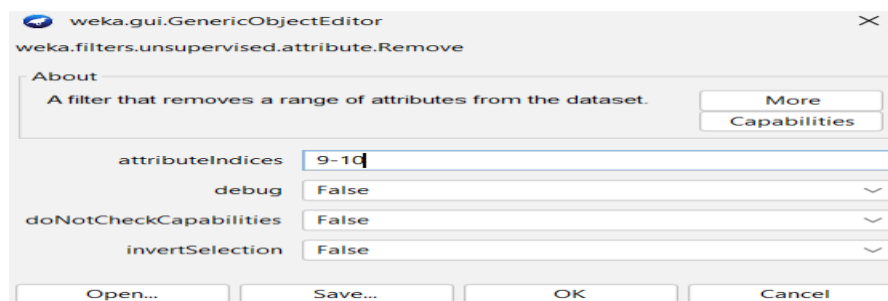 weka.gui.GenericObjectEditor
weka.filters.unsupervised.attribute.Remove
About
A filter that removes a range of attributes from the dataset.
More
Capabilities
attributeIndices 9-10
debug False
doNotCheckCapabilities False
invertSelection False
Open... Save... OK Cancel